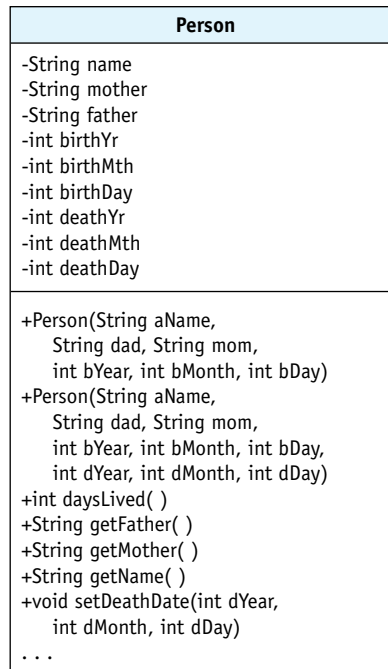 Person
-String name
-String mother
-String father
-int birthYr
-int birthMth
-int birthDay
-int deathYr
-int deathMth
-int deathDay
+Person(String aName,
String dad, String mom,
int bYear, int bMonth, int bDay)
+Person(String aName,
String dad, String mom,
int bYear, int bMonth, int bDay,
int dYear, int dMonth, int dDay)
+int daysLived( )
+String getFather( )
+String getMother( )
+String getName( )
+void setDeathDate(int dYear,
int dMonth, int dDay)
. . .